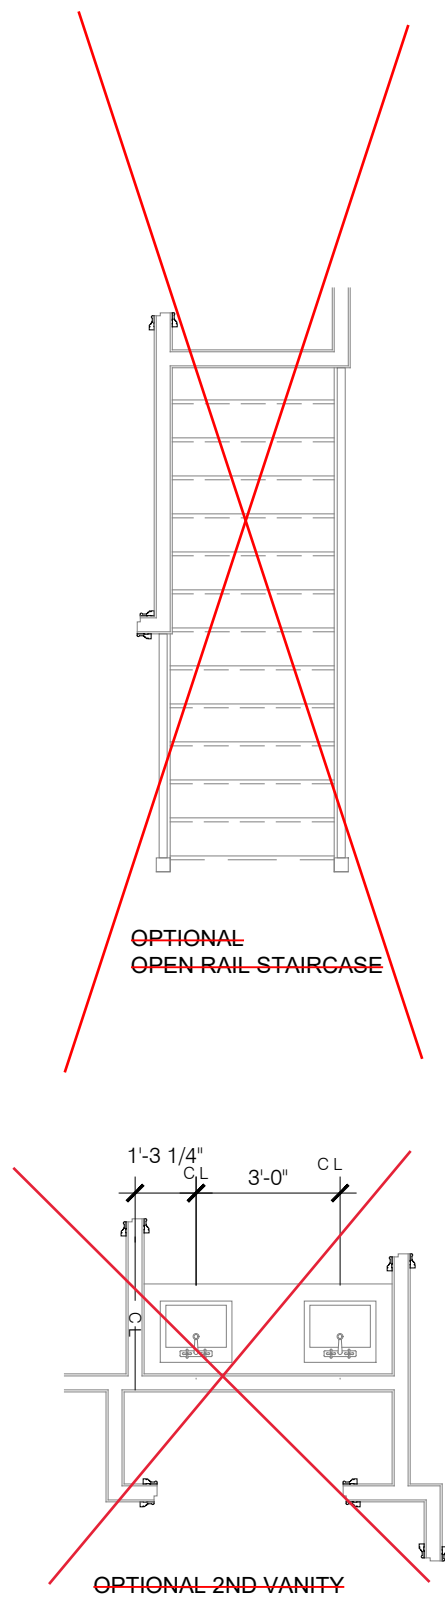 OPTIONAL
OPEN RAIL STAIRCASE
1'-3 1/4"
C L
3'-0"
C L
C L
OPTIONAL 2ND VANITY